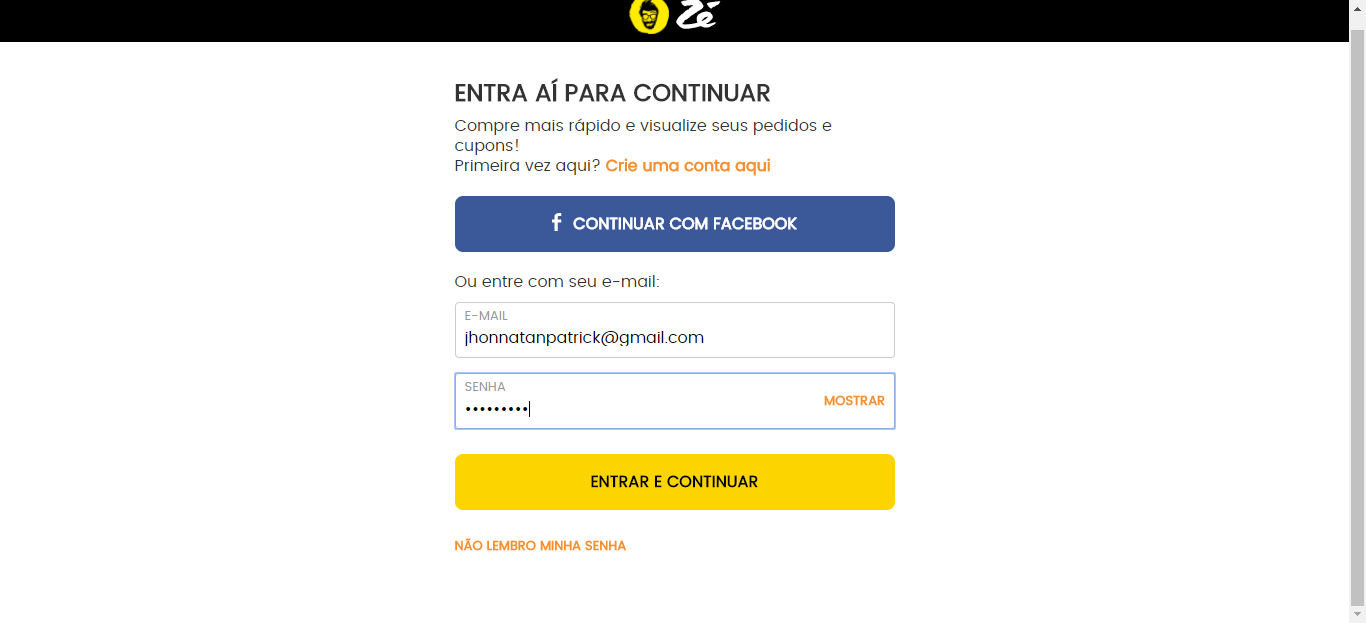 Zé
ENTRA AÍ PARA CONTINUAR
Compre mais rápido e visualize seus pedidos e
cupons!
Primeira vez aqui? Crie uma conta aqui
f CONTINUAR COM FACEBOOK
Ou entre com seu e-mail:
E-MAIL
jhonnatanpatrick@gmail.com
SENHA
•••••••••
MOSTRAR
ENTRAR E CONTINUAR
NÃO LEMBRO MINHA SENHA